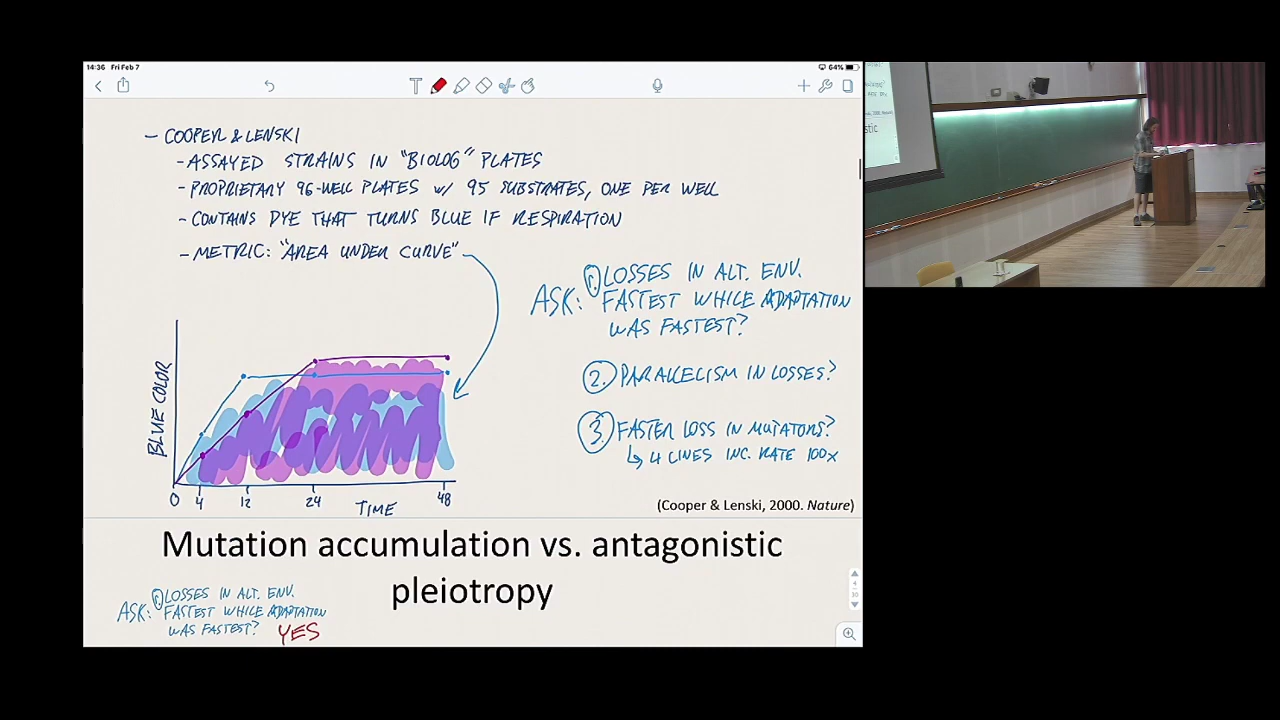 14:36 Fri Feb 7
64%
– COOPER & LENSKI
- ASSAYED STRAINS IN "BIOLOG" PLATES
- PROPRIETARY 96-WELL PLATES w/ 95 SUBSTRATES, ONE PER WELL
- CONTAINS DYE THAT TURNS BLUE IF RESPIRATION
- METRIC: "AREA UNDER CURVE"
ASK: 1. LOSSES IN ALT. ENV.
FASTEST WHILE ADAPTATION
WAS FASTEST?
2. PARALLELISM IN LOSSES?
3. FASTER LOSS IN MUTATORS?
↳ 4 LINES INC. RATE 100X
BLUE COLOR
0 4 12 24 48
TIME
(Cooper & Lenski, 2000. Nature)
Mutation accumulation vs. antagonistic
pleiotropy
ASK: 1. LOSSES IN ALT. ENV.
FASTEST WHILE ADAPTATION
WAS FASTEST? YES